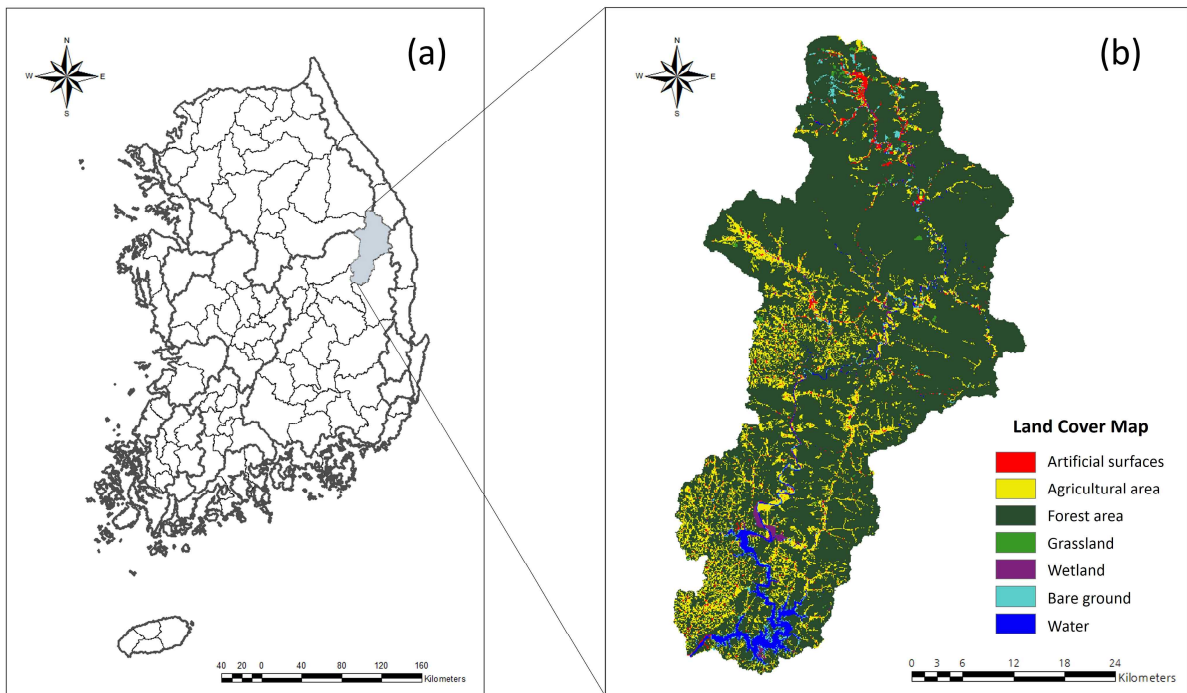 (a)
N
W E
S
40 20 0 40 80 120 160
Kilometers
(b)
N
W E
S
Land Cover Map
Artificial surfaces
Agricultural area
Forest area
Grassland
Wetland
Bare ground
Water
0 3 6 12 18 24
Kilometers